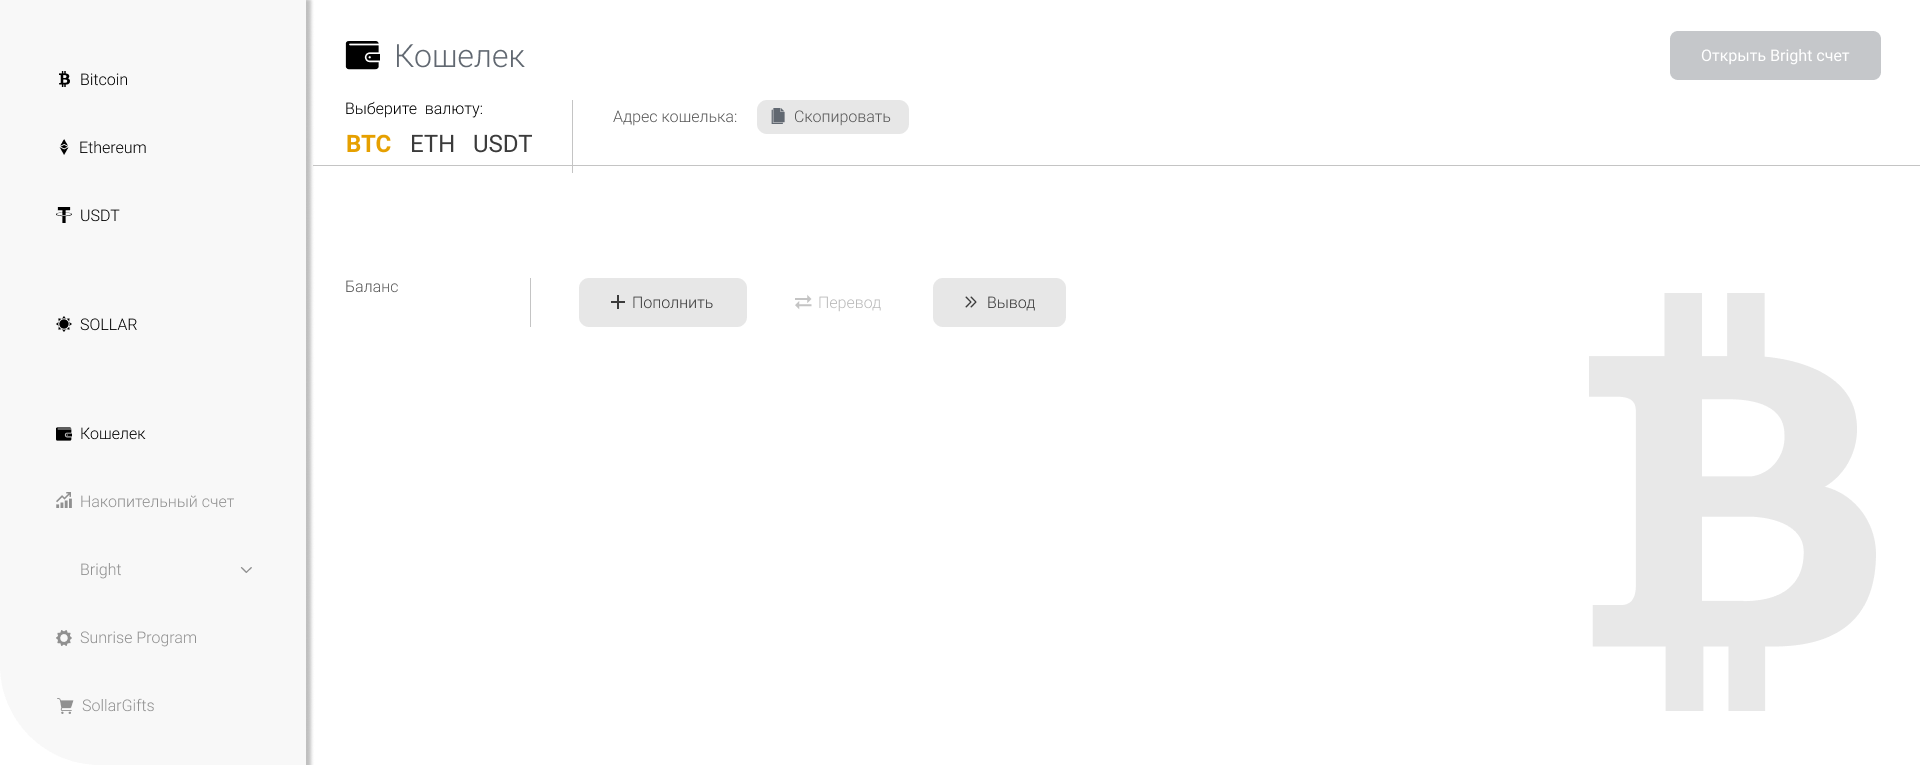 Bitcoin
Ethereum
USDT
SOLLAR
Кошелек
Накопительный счет
Bright
Sunrise Program
SollarGifts
Кошелек
Открыть Bright счет
Выберите валюту:
BTC ETH USDT
Адрес кошелька: Скопировать
Баланс
Пополнить Перевод Вывод